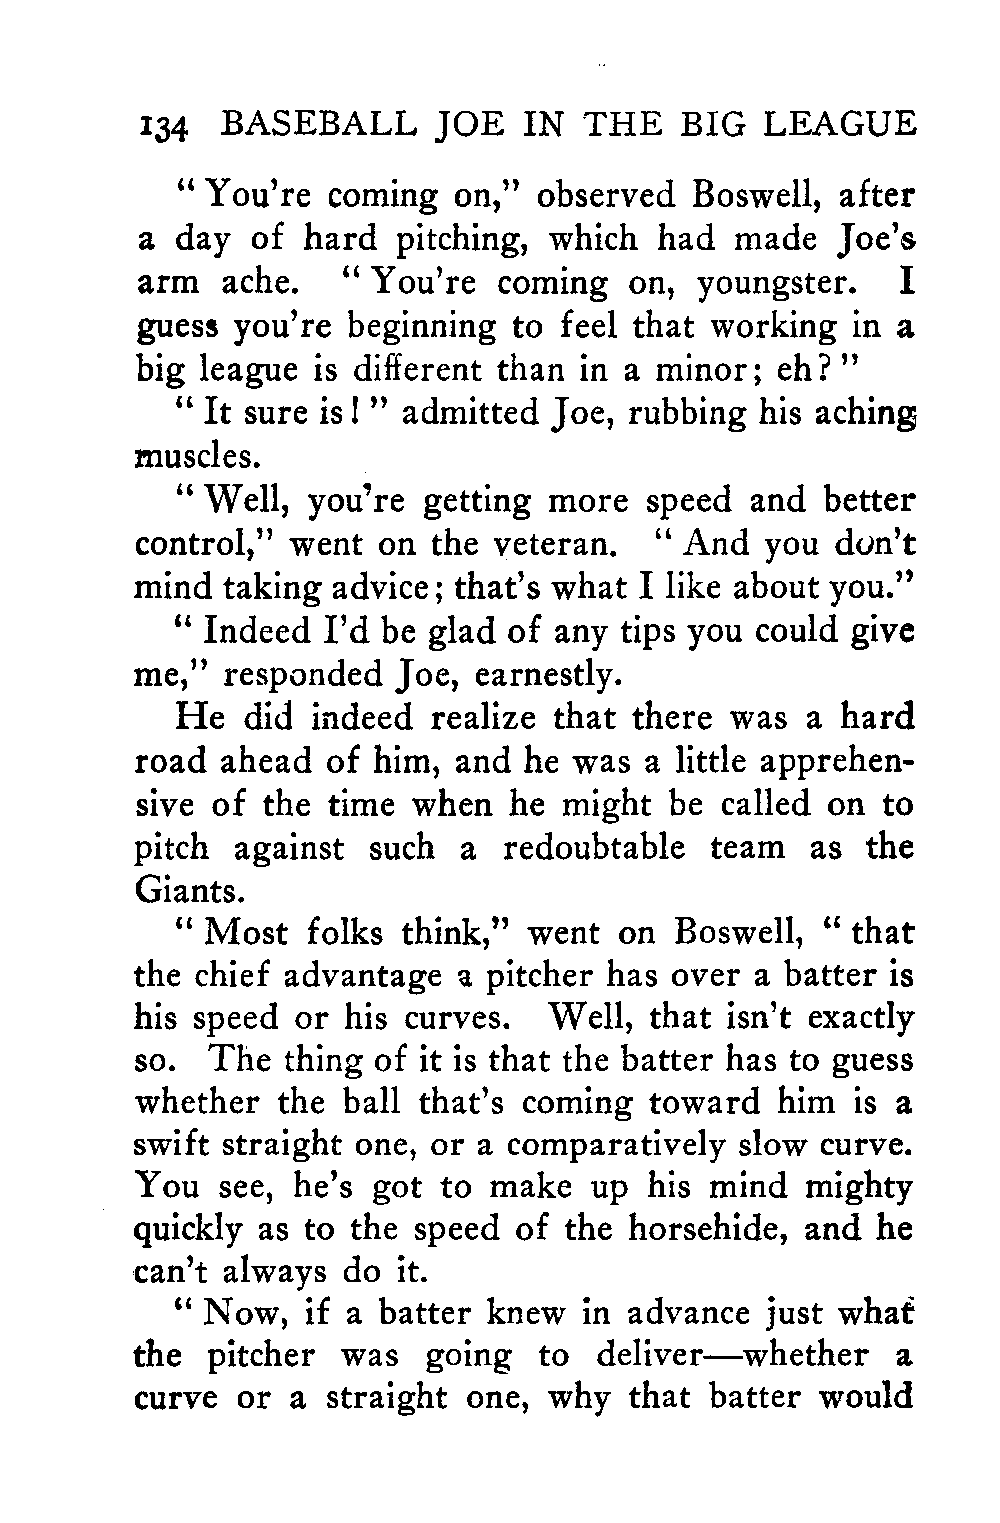 134 BASEBALL JOE IN THE BIG LEAGUE
" You're coming on," observed Boswell, after
a day of hard pitching, which had made Joe's
arm ache. " You're coming on, youngster. I
guess you're beginning to feel that working in a
big league is different than in a minor; eh?"
" It sure is!" admitted Joe, rubbing his aching
muscles.
" Well, you're getting more speed and better
control," went on the veteran. " And you don't
mind taking advice; that's what I like about you."
" Indeed I'd be glad of any tips you could give
me," responded Joe, earnestly.
He did indeed realize that there was a hard
road ahead of him, and he was a little apprehen-
sive of the time when he might be called on to
pitch against such a redoubtable team as the
Giants.
" Most folks think," went on Boswell, " that
the chief advantage a pitcher has over a batter is
his speed or his curves. Well, that isn't exactly
so. The thing of it is that the batter has to guess
whether the ball that's coming toward him is a
swift straight one, or a comparatively slow curve.
You see, he's got to make up his mind mighty
quickly as to the speed of the horsehide, and he
can't always do it.
" Now, if a batter knew in advance just what
the pitcher was going to deliver—whether a
curve or a straight one, why that batter would